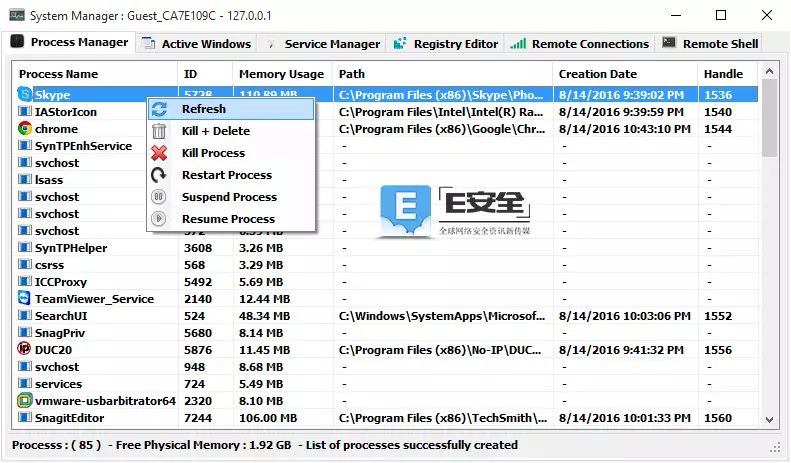 System Manager : Guest_CA7E109C - 127.0.0.1
Process Manager Active Windows Service Manager Registry Editor Remote Connections Remote Shell
Process Name ID Memory Usage Path Creation Date Handle
Skype 5728 110.89 MB C:\Program Files (x86)\Skype\Pho... 8/14/2016 9:39:02 PM 1536
IAStorIcon C:\Program Files\Intel\Intel(R) Ra... 8/14/2016 9:39:59 PM 1540
chrome C:\Program Files (x86)\Google\Chr... 8/14/2016 10:43:10 PM 1544
SynTPEnhService - - -
svchost - - -
lsass - - -
svchost - - -
svchost - - -
svchost 572 6.59 MB - - -
Refresh
Kill + Delete
Kill Process
Restart Process
Suspend Process
Resume Process
E E安全
全球网络安全资讯新传媒
SynTPHelper 3608 3.26 MB - - -
csrss 568 3.29 MB - - -
ICCProxy 5492 5.69 MB - - -
TeamViewer_Service 2140 12.44 MB - - -
SearchUI 524 48.34 MB C:\Windows\SystemApps\Microsof... 8/14/2016 10:03:06 PM 1552
SnagPriv 5680 8.14 MB - - -
DUC20 5876 11.45 MB C:\Program Files (x86)\No-IP\DUC... 8/14/2016 9:41:32 PM 1556
svchost 948 8.68 MB - - -
services 724 5.49 MB - - -
vmware-usbarbitrator64 2320 8.10 MB - - -
SnagitEditor 7244 106.00 MB C:\Program Files (x86)\TechSmith\... 8/14/2016 10:01:33 PM 1560
Processs : ( 85 ) - Free Physical Memory : 1.92 GB - List of processes successfully created